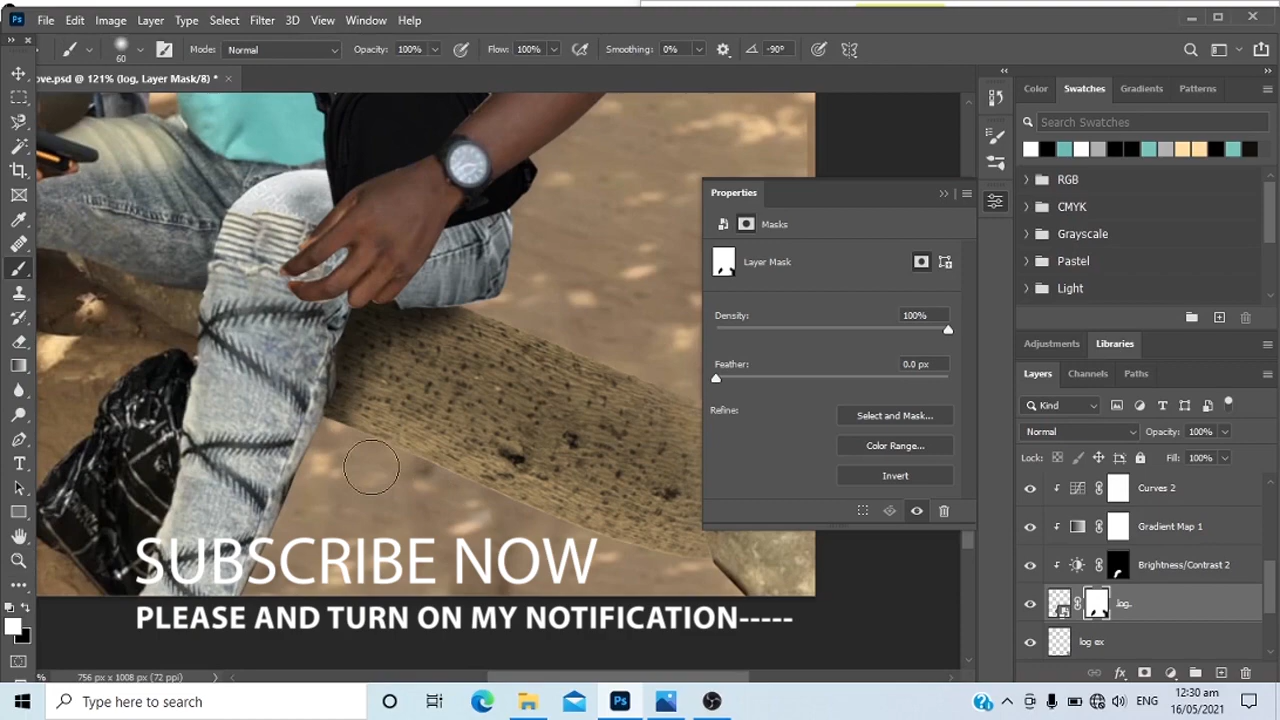 Ps File Edit Image Layer Type Select Filter 3D View Window Help
60 Mode: Normal Opacity: 100% Flow: 100% Smoothing: 0% -90°
ove.psd @ 121% (log, Layer Mask/8) *
Color Swatches Gradients Patterns
Search Swatches
RGB
CMYK
Grayscale
Pastel
Light
Properties
Masks
Layer Mask
Density: 100%
Feather: 0.0 px
Refine: Select and Mask...
Color Range...
Invert
Adjustments Libraries
Layers Channels Paths
Kind
Normal Opacity: 100%
Lock: Fill: 100%
Curves 2
Gradient Map 1
Brightness/Contrast 2
log
log ex
SUBSCRIBE NOW
PLEASE AND TURN ON MY NOTIFICATION-----
% 756 px x 1008 px (72 ppi)
Type here to search
Ps
ENG
12:30 am
16/05/2021